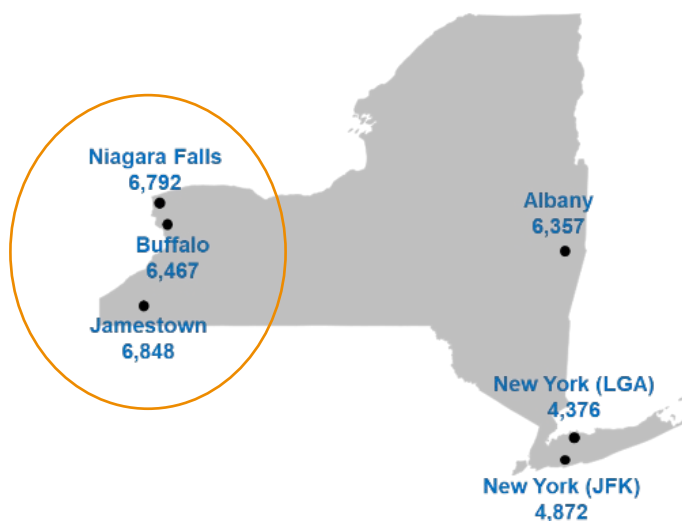 Niagara Falls
6,792
Buffalo
6,467
Jamestown
6,848
Albany
6,357
New York (LGA)
4,376
New York (JFK)
4,872